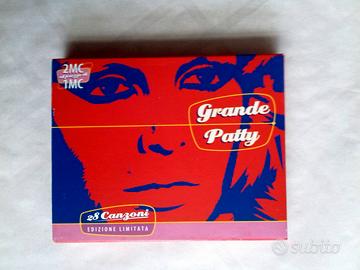 2MC
1MC
Grande
Patty
28 Canzoni
EDIZIONE LIMITATA
subito